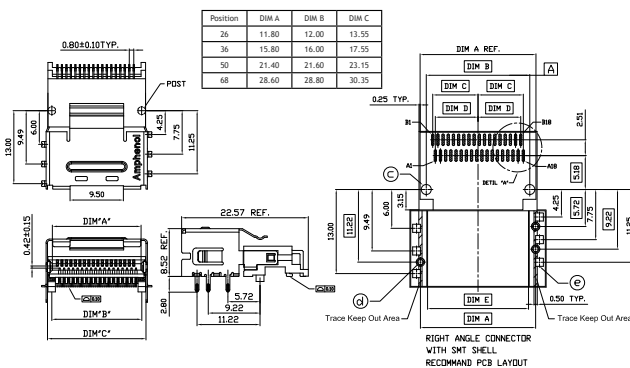 Position DIM A DIM B DIM C
26 11.80 12.00 13.55
36 15.80 16.00 17.55
50 21.40 21.60 23.15
68 28.60 28.80 30.35
0.80±0.10TYP.
POST
13.00
9.49
6.00
4.25
7.75
11.25
Amphenol
9.50
0.42±0.15
DIM"A"
DIM"B"
DIM"C"
22.57 REF.
8.52 REF.
2.80
5.72
9.22
11.22
DIM A REF.
DIM B
A
DIM C
DIM C
DIM D
DIM D
0.25 TYP.
B1
B18
A1
A18
DETIL "A"
2.51
5.18
C
13.00
11.22
9.49
6.00
3.15
4.25
5.72
7.75
9.22
11.25
d
e
DIM E
0.50 TYP.
Trace Keep Out Area
DIM A
Trace Keep Out Area
RIGHT ANGLE CONNECTOR
WITH SMT SHELL
RECOMMAND PCB LAYOUT